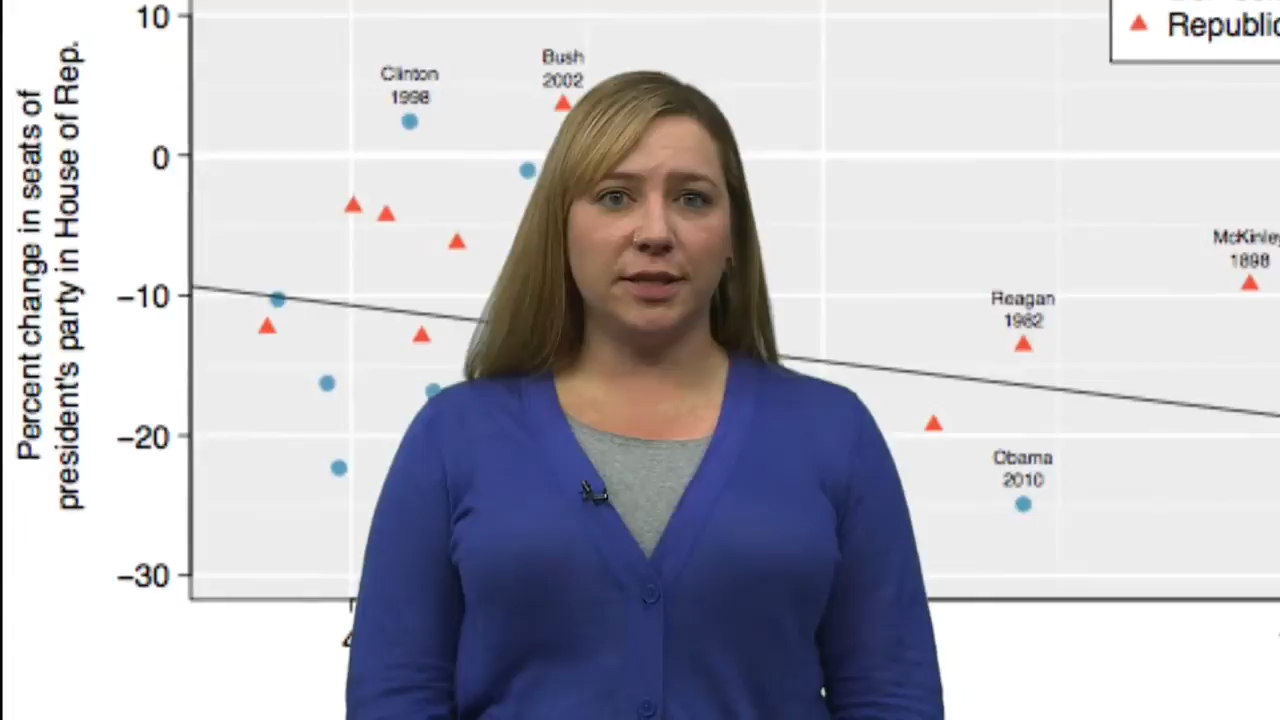 10
0
−10
−20
−30
Percent change in seats of
president's party in House of Rep.
Clinton
1998
Bush
2002
Republic
McKinley
1898
Reagan
1982
Obama
2010